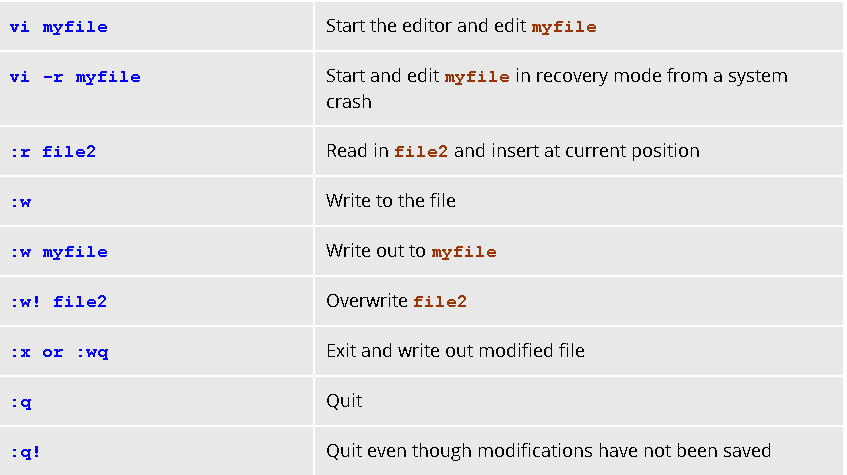 vi myfile Start the editor and edit myfile
vi -r myfile Start and edit myfile in recovery mode from a system
crash
:r file2 Read in file2 and insert at current position
:w Write to the file
:w myfile Write out to myfile
:w! file2 Overwrite file2
:x or :wq Exit and write out modified file
:q Quit
:q! Quit even though modifications have not been saved